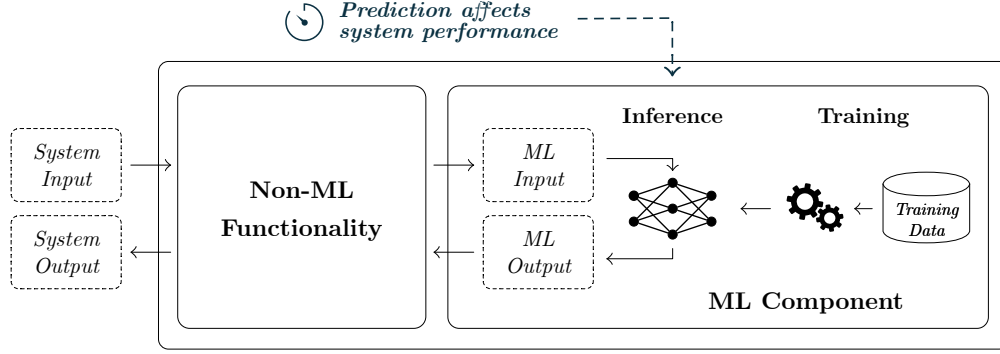 Prediction affects
system performance
Inference
Training
System
Input
ML
Input
Non-ML
Functionality
Training
Data
System
Output
ML
Output
ML Component